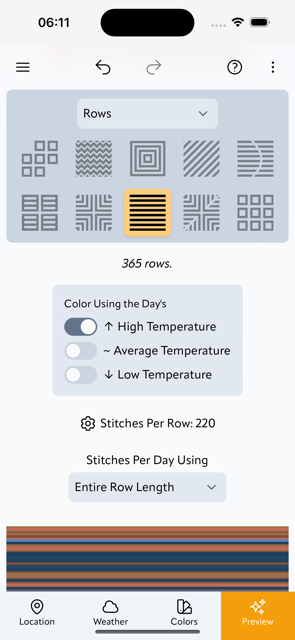 06:11
Rows
365 rows.
Color Using the Day's
↑ High Temperature
~ Average Temperature
↓ Low Temperature
Stitches Per Row: 220
Stitches Per Day Using
Entire Row Length
Location Weather Colors Preview